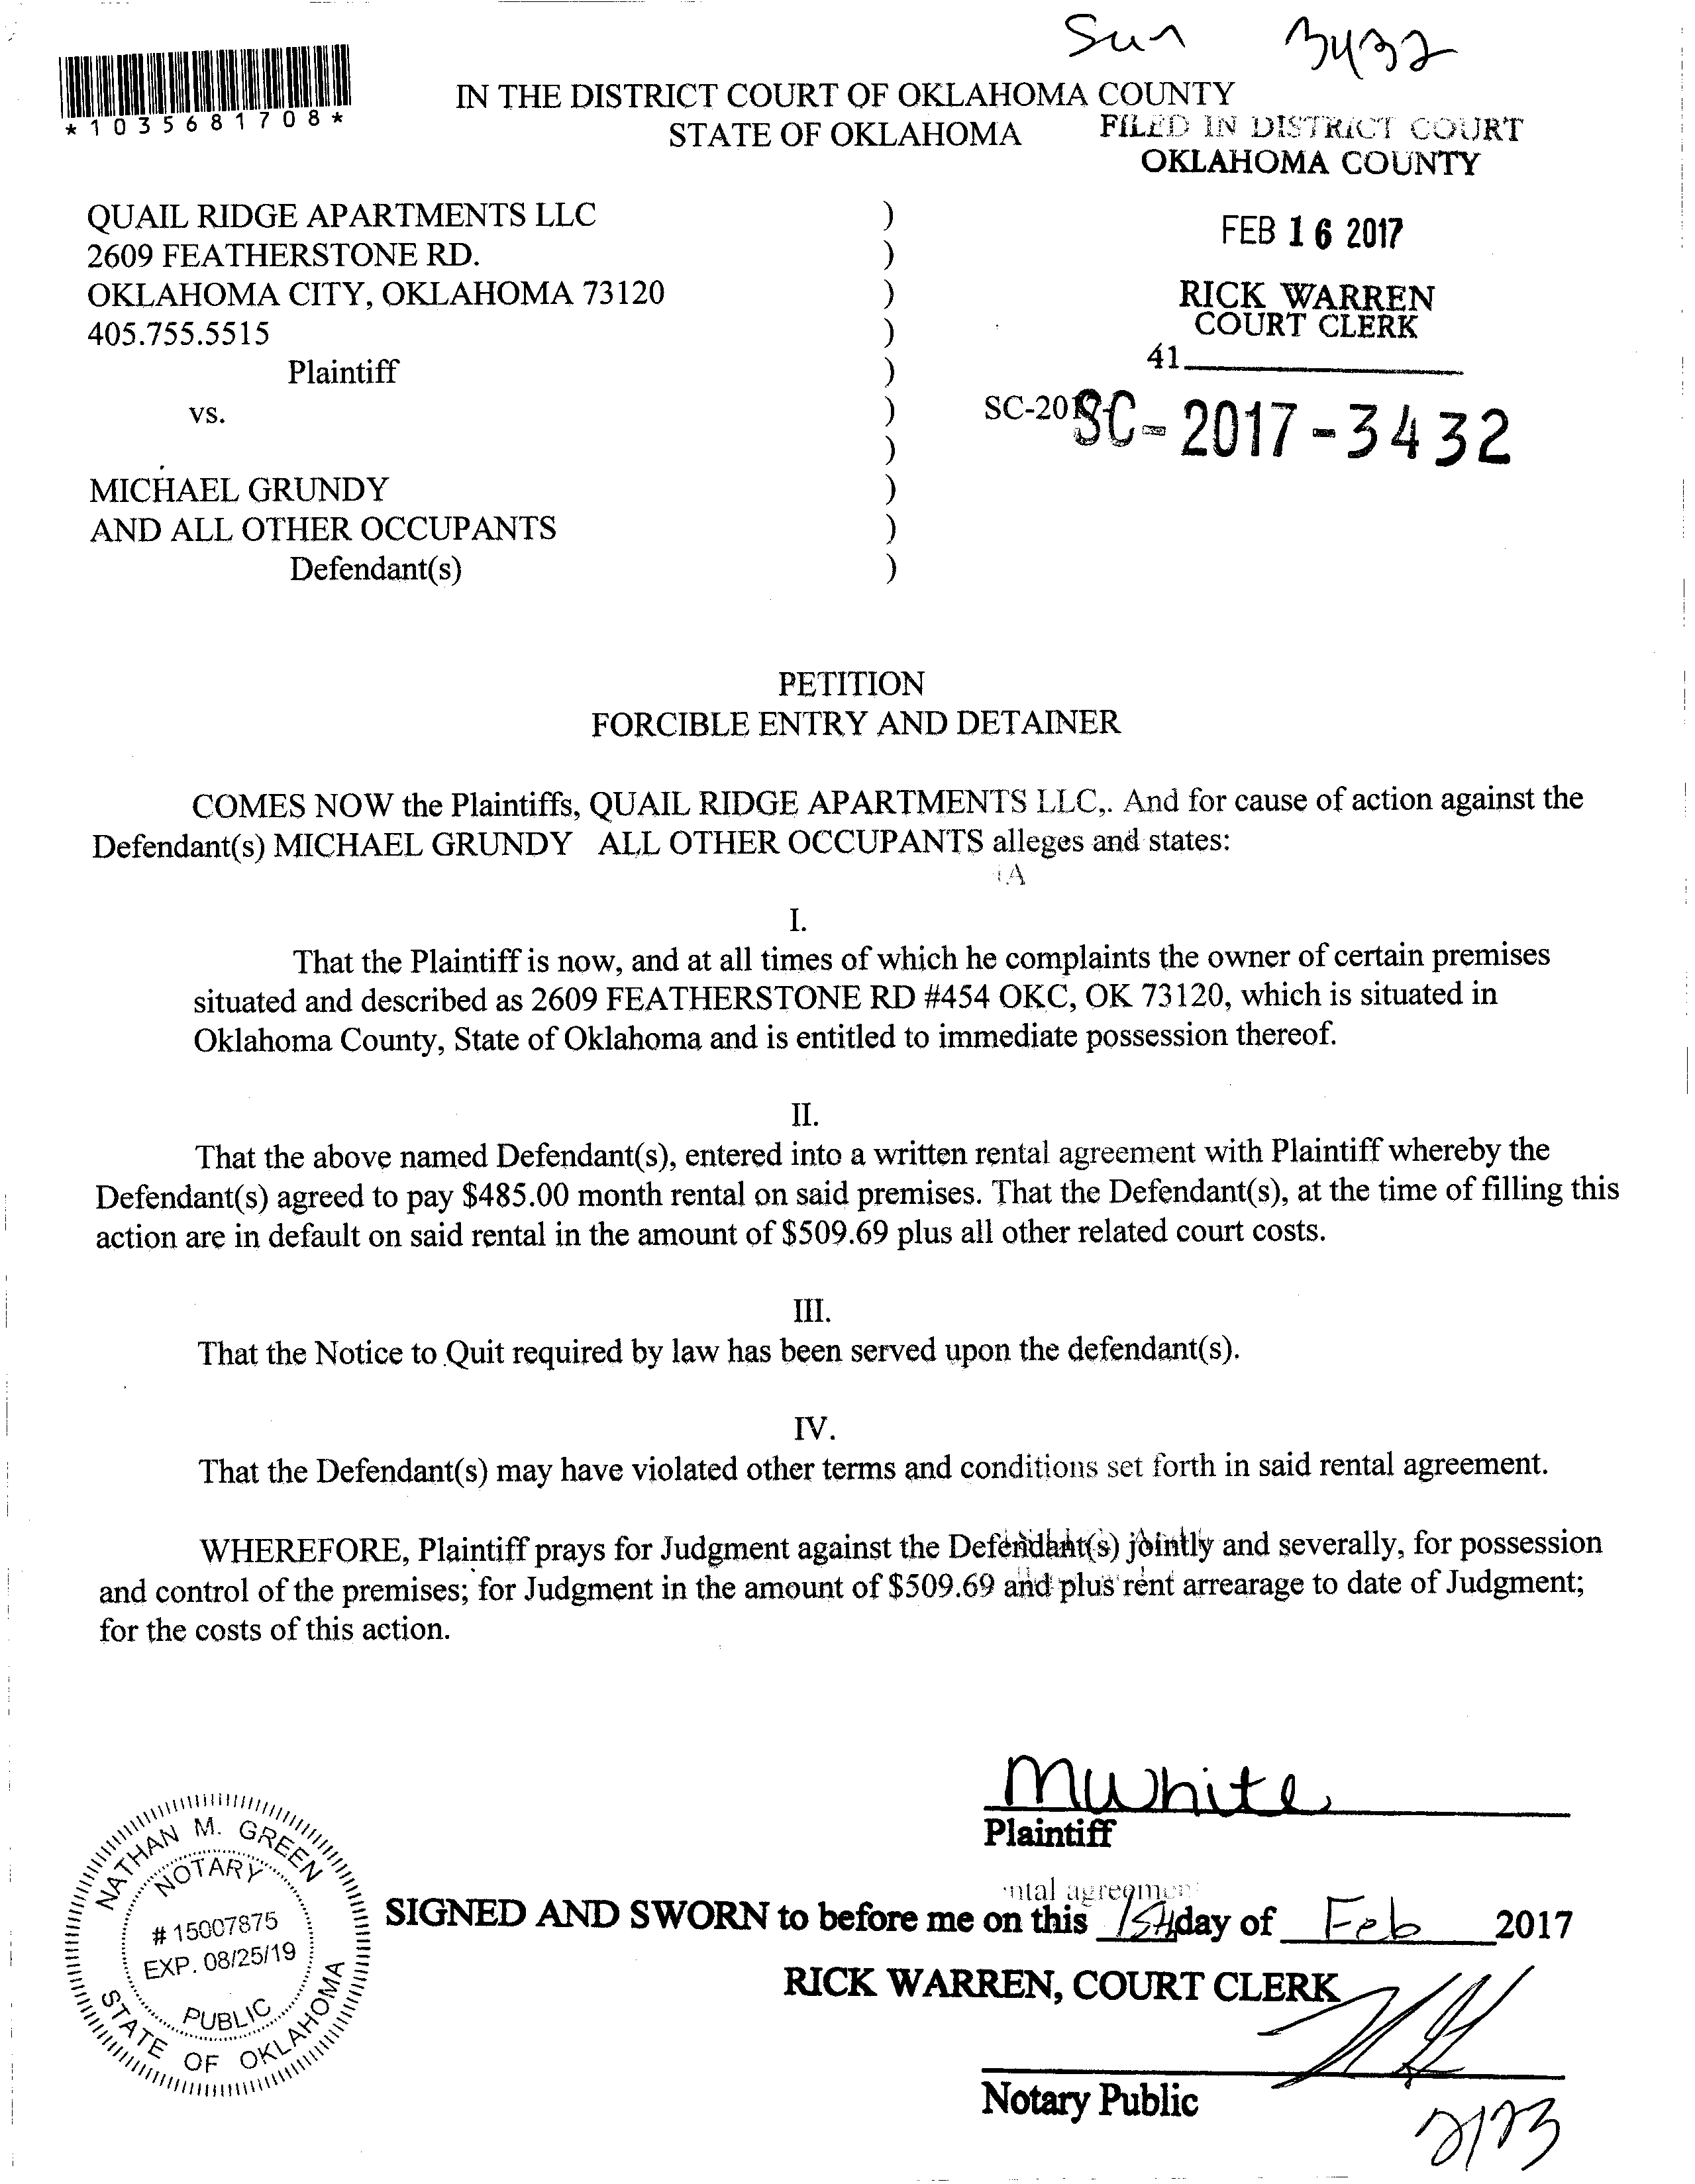 Sun 3432
*1035681708*
IN THE DISTRICT COURT OF OKLAHOMA COUNTY
STATE OF OKLAHOMA
FILED IN DISTRICT COURT
OKLAHOMA COUNTY
FEB 16 2017
RICK WARREN
COURT CLERK
41
QUAIL RIDGE APARTMENTS LLC )
2609 FEATHERSTONE RD. )
OKLAHOMA CITY, OKLAHOMA 73120 )
405.755.5515 )
Plaintiff )
vs. ) SC-201 SC-2017-3432
)
MICHAEL GRUNDY )
AND ALL OTHER OCCUPANTS )
Defendant(s) )
PETITION
FORCIBLE ENTRY AND DETAINER
COMES NOW the Plaintiffs, QUAIL RIDGE APARTMENTS LLC,. And for cause of action against the
Defendant(s) MICHAEL GRUNDY ALL OTHER OCCUPANTS alleges and states:
I.
That the Plaintiff is now, and at all times of which he complaints the owner of certain premises
situated and described as 2609 FEATHERSTONE RD #454 OKC, OK 73120, which is situated in
Oklahoma County, State of Oklahoma and is entitled to immediate possession thereof.
II.
That the above named Defendant(s), entered into a written rental agreement with Plaintiff whereby the
Defendant(s) agreed to pay $485.00 month rental on said premises. That the Defendant(s), at the time of filling this
action are in default on said rental in the amount of $509.69 plus all other related court costs.
III.
That the Notice to Quit required by law has been served upon the defendant(s).
IV.
That the Defendant(s) may have violated other terms and conditions set forth in said rental agreement.
WHEREFORE, Plaintiff prays for Judgment against the Defendant(s) jointly and severally, for possession
and control of the premises; for Judgment in the amount of $509.69 and plus rent arrearage to date of Judgment;
for the costs of this action.
MWhite
Plaintiff
SIGNED AND SWORN to before me on this 15th day of Feb 2017
RICK WARREN, COURT CLERK
Notary Public
2/23
NATHAN M. GREEN
NOTARY
# 15007875
EXP. 08/25/19
PUBLIC
STATE OF OKLAHOMA